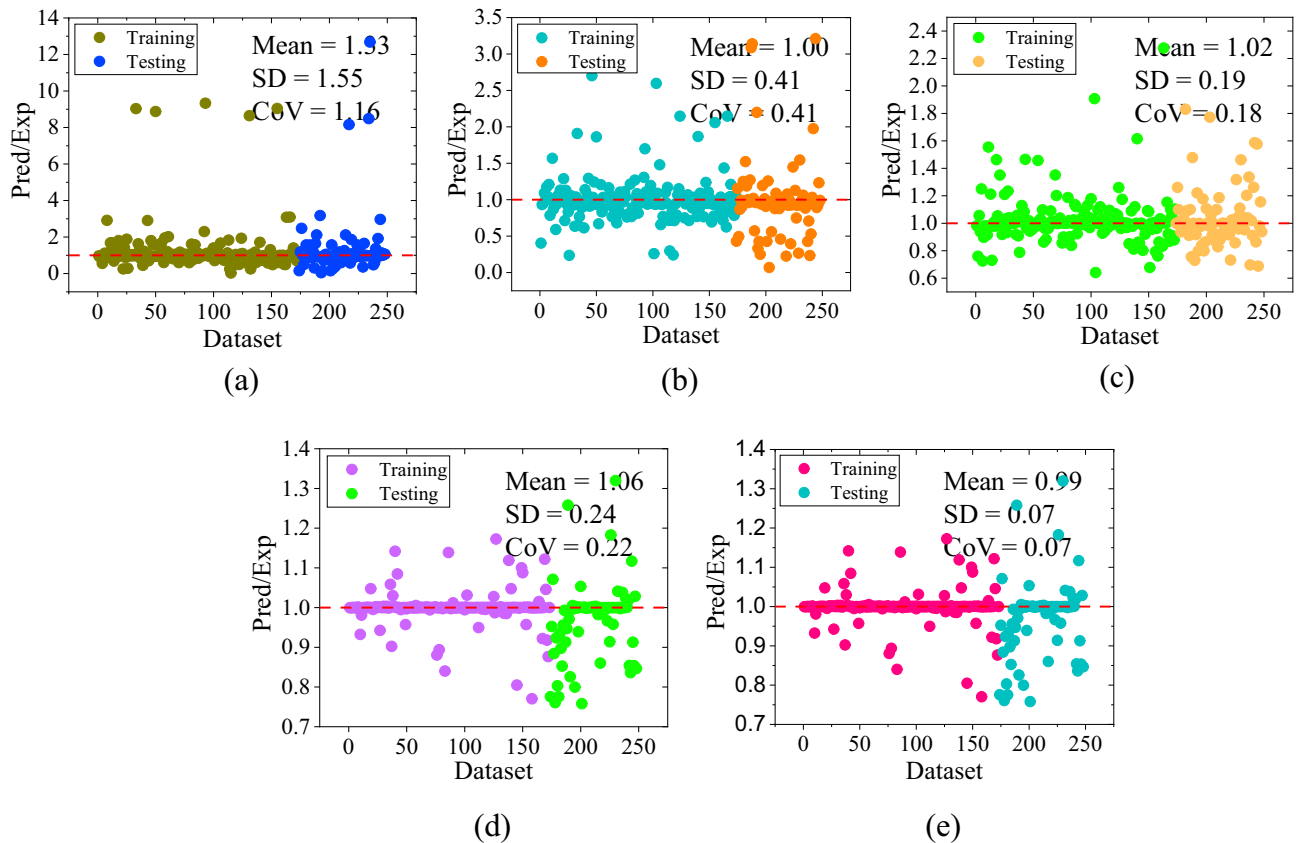 14
12
10
8
6
4
2
0
Pred/Exp
Training
Testing
Mean = 1.33
SD = 1.55
CoV = 1.16
0 50 100 150 200 250
Dataset
(a)
3.5
3.0
2.5
2.0
1.5
1.0
0.5
0.0
Pred/Exp
Training
Testing
Mean = 1.00
SD = 0.41
CoV = 0.41
0 50 100 150 200 250
Dataset
(b)
2.4
2.2
2.0
1.8
1.6
1.4
1.2
1.0
0.8
0.6
Pred/Exp
Training
Testing
Mean = 1.02
SD = 0.19
CoV = 0.18
0 50 100 150 200 250
Dataset
(c)
1.4
1.3
1.2
1.1
1.0
0.9
0.8
0.7
Pred/Exp
Training
Testing
Mean = 1.06
SD = 0.24
CoV = 0.22
0 50 100 150 200 250
Dataset
(d)
1.4
1.3
1.2
1.1
1.0
0.9
0.8
0.7
Pred/Exp
Training
Testing
Mean = 0.99
SD = 0.07
CoV = 0.07
0 50 100 150 200 250
Dataset
(e)